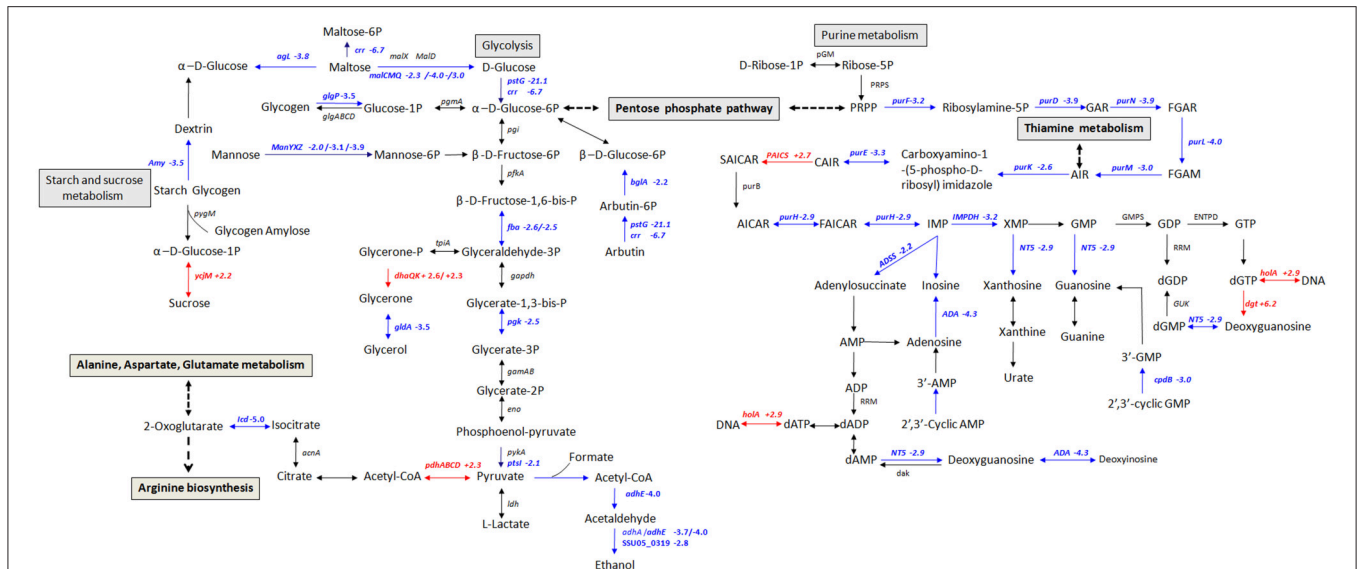 Maltose-6P
crr -6.7
malX MalD
Glycolysis
agL -3.8
α–D-Glucose
Maltose
malCMQ -2.3 /-4.0 -/3.0
D-Glucose
pstG -21.1
crr -6.7
glgP-3.5
Glycogen
Glucose-1P
pgmA
α–D-Glucose-6P
glgABCD
Pentose phosphate pathway
Dextrin
pgi
Mannose
ManYXZ -2.0 /-3.1/-3.9
Mannose-6P
β-D-Fructose-6P
β–D-Glucose-6P
Amy -3.5
pfkA
bglA -2.2
Starch and sucrose
metabolism
Starch Glycogen
β-D-Fructose-1,6-bis-P
Arbutin-6P
pygM
Glycogen Amylose
fba -2.6/-2.5
pstG -21.1
crr -6.7
α–D-Glucose-1P
Glycerone-P
tpiA
Glyceraldehyde-3P
Arbutin
ycjM +2.2
dhaQK+ 2.6/ +2.3
gapdh
Sucrose
Glycerone
Glycerate-1,3-bis-P
gldA -3.5
pgk -2.5
Glycerol
Glycerate-3P
Alanine, Aspartate, Glutamate metabolism
gamAB
Glycerate-2P
eno
2-Oxoglutarate
Icd-5.0
Isocitrate
Phosphoenol-pyruvate
acnA
pykA
ptsI -2.1
Formate
Arginine biosynthesis
Citrate
Acetyl-CoA
pdhABCD +2.3
Pyruvate
Acetyl-CoA
ldh
adhE-4.0
L-Lactate
Acetaldehyde
adhA /adhE -3.7/-4.0
SSU05_0319 -2.8
Ethanol
Purine metabolism
pGM
D-Ribose-1P
Ribose-5P
PRPS
PRPP
purF-3.2
Ribosylamine-5P
purD -3.9
GAR
purN -3.9
FGAR
Thiamine metabolism
purL-4.0
SAICAR
PAICS +2.7
CAIR
purE -3.3
Carboxyamino-1
-(5-phospho-D-
ribosyl) imidazole
purK -2.6
AIR
purM -3.0
FGAM
purB
AICAR
purH-2.9
FAICAR
purH-2.9
IMP
IMPDH -3.2
XMP
GMP
GMPS
GDP
ENTPD
GTP
ADSS -2.2
NT5 -2.9
NT5 -2.9
RRM
Adenylosuccinate
Inosine
Xanthosine
Guanosine
dGDP
dGTP
holA +2.9
DNA
ADA -4.3
GUK
dgt +6.2
Xanthine
Guanine
dGMP
NT5 -2.9
Deoxyguanosine
AMP
Adenosine
3’-GMP
ADP
3’-AMP
Urate
cpdB -3.0
RRM
2’,3’-cyclic GMP
DNA
holA +2.9
dATP
dADP
2’,3’-Cyclic AMP
dAMP
NT5 -2.9
Deoxyguanosine
ADA -4.3
Deoxyinosine
dak